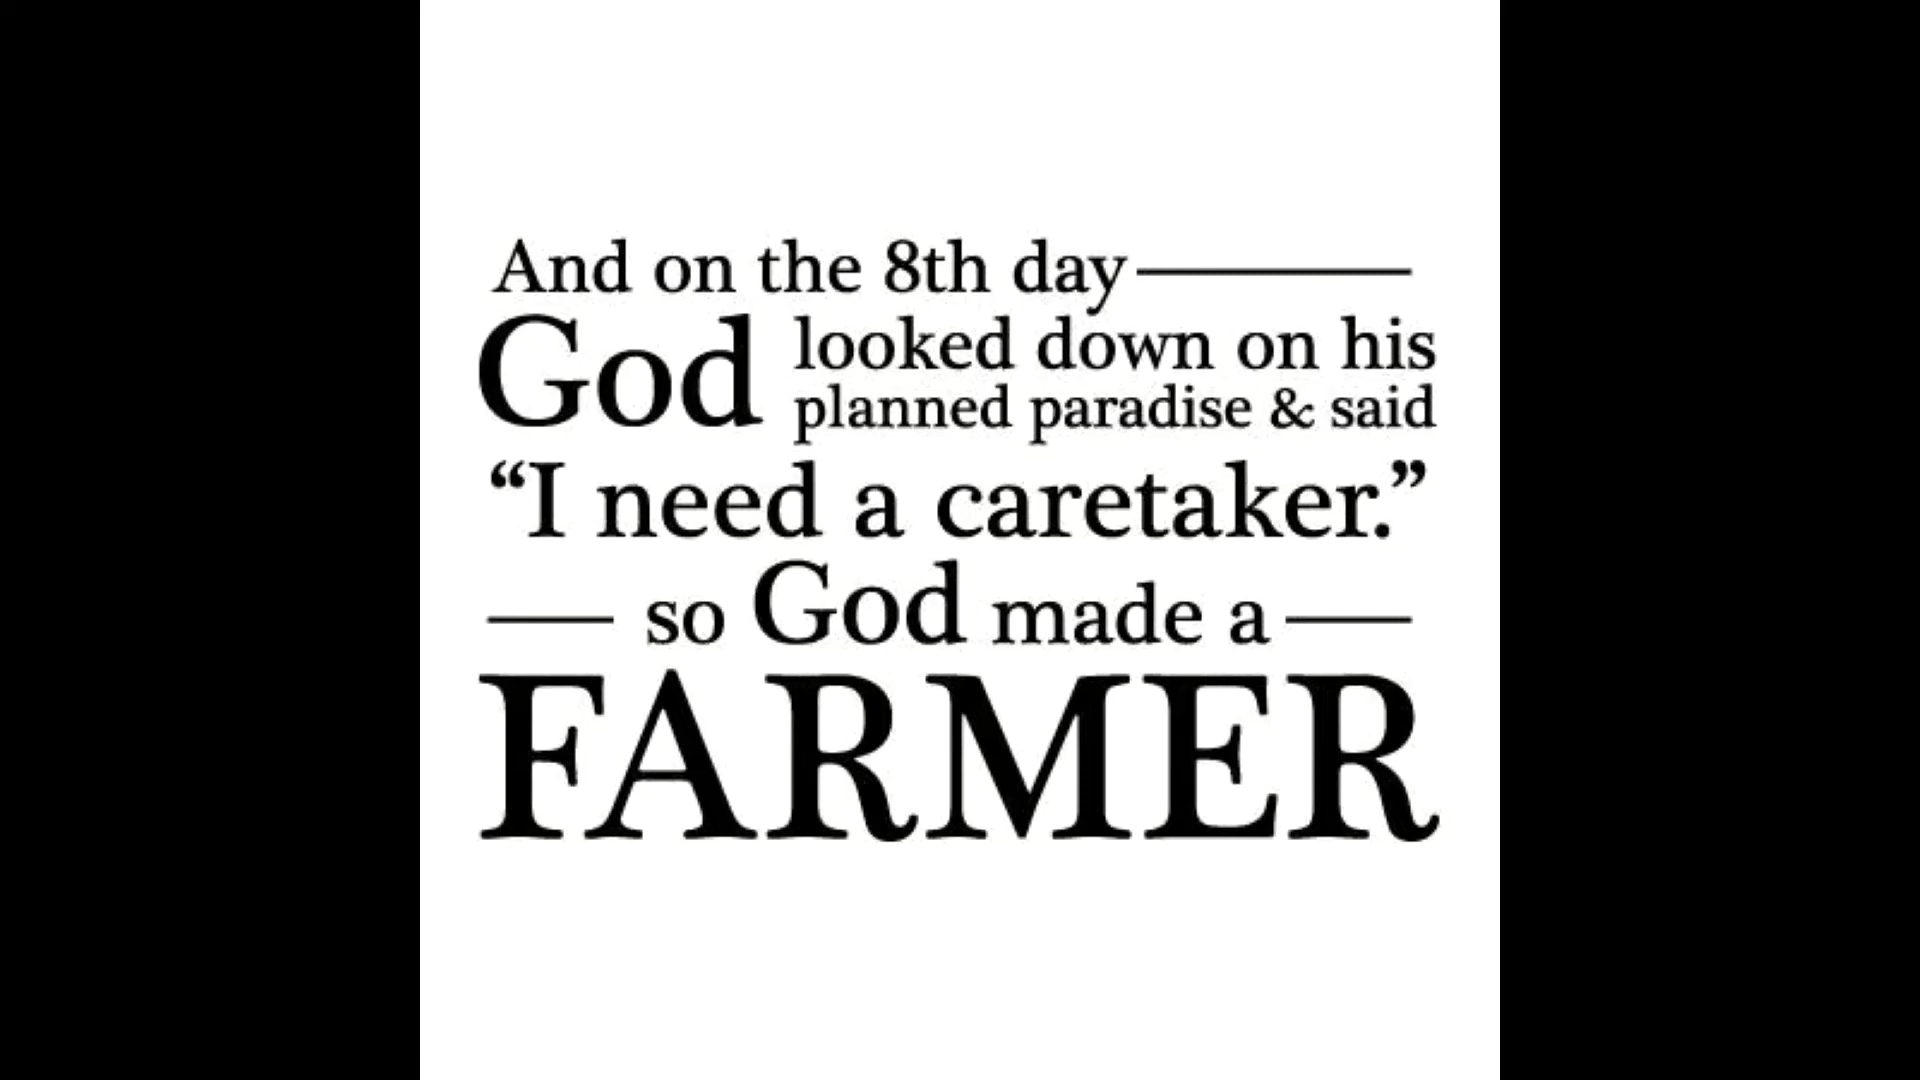 And on the 8th day
God looked down on his
planned paradise & said
“I need a caretaker.”
so God made a
FARMER